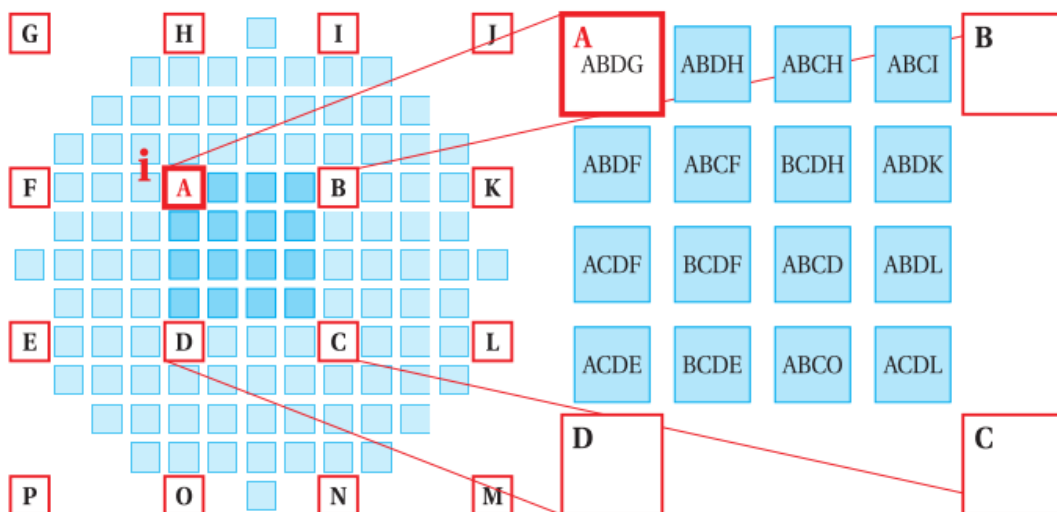 G H I J
i
F A B K
E D C L
P O N M
A B
ABDG ABDH ABCH ABCI
ABDF ABCF BCDH ABDK
ACDF BCDF ABCD ABDL
ACDE BCDE ABCO ACDL
D C